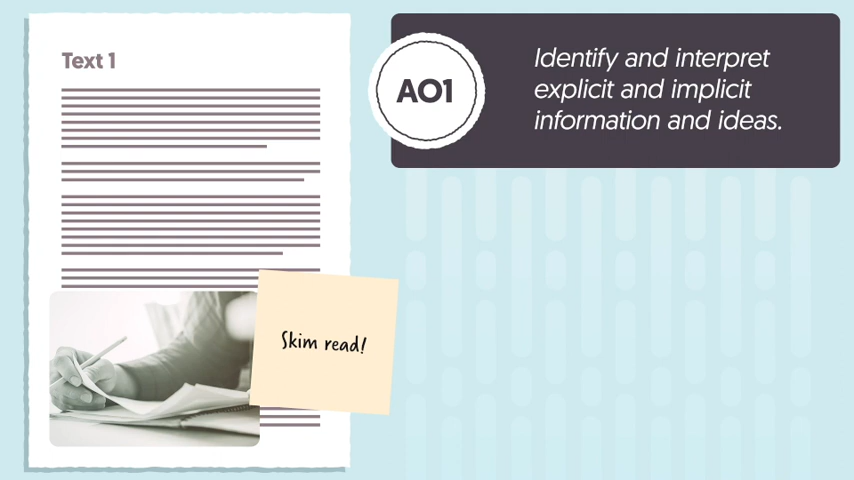 Text 1
AO1
Identify and interpret
explicit and implicit
information and ideas.
Skim read!